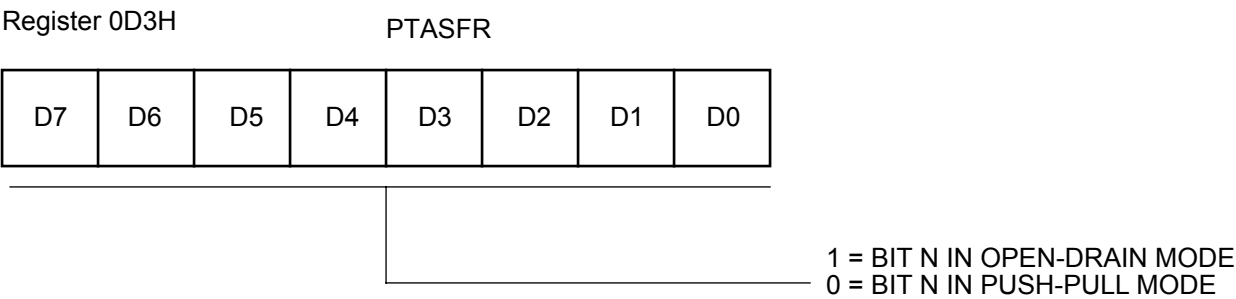 Register 0D3H
PTASFR
D7 D6 D5 D4 D3 D2 D1 D0
1 = BIT N IN OPEN-DRAIN MODE
0 = BIT N IN PUSH-PULL MODE